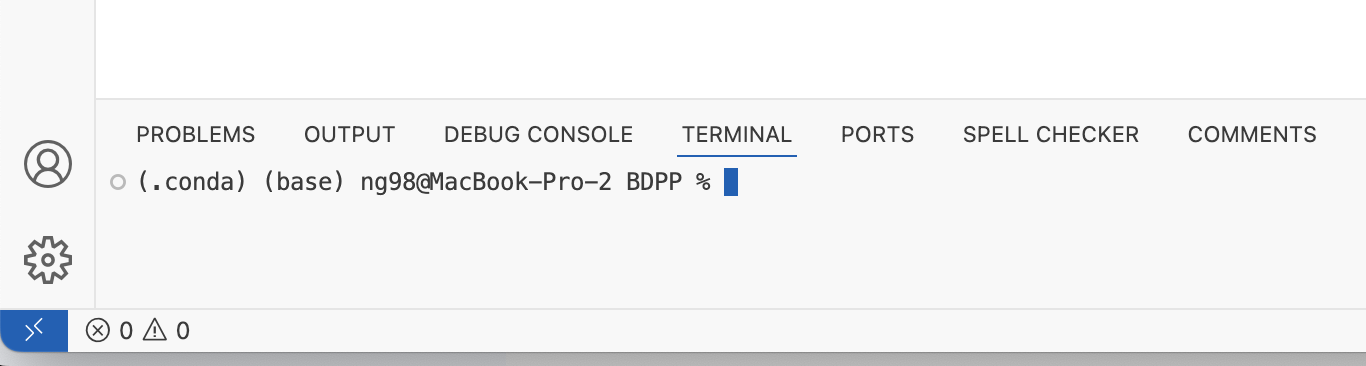 PROBLEMS OUTPUT DEBUG CONSOLE TERMINAL PORTS SPELL CHECKER COMMENTS
(.conda) (base) ng98@MacBook-Pro-2 BDPP %
0 0